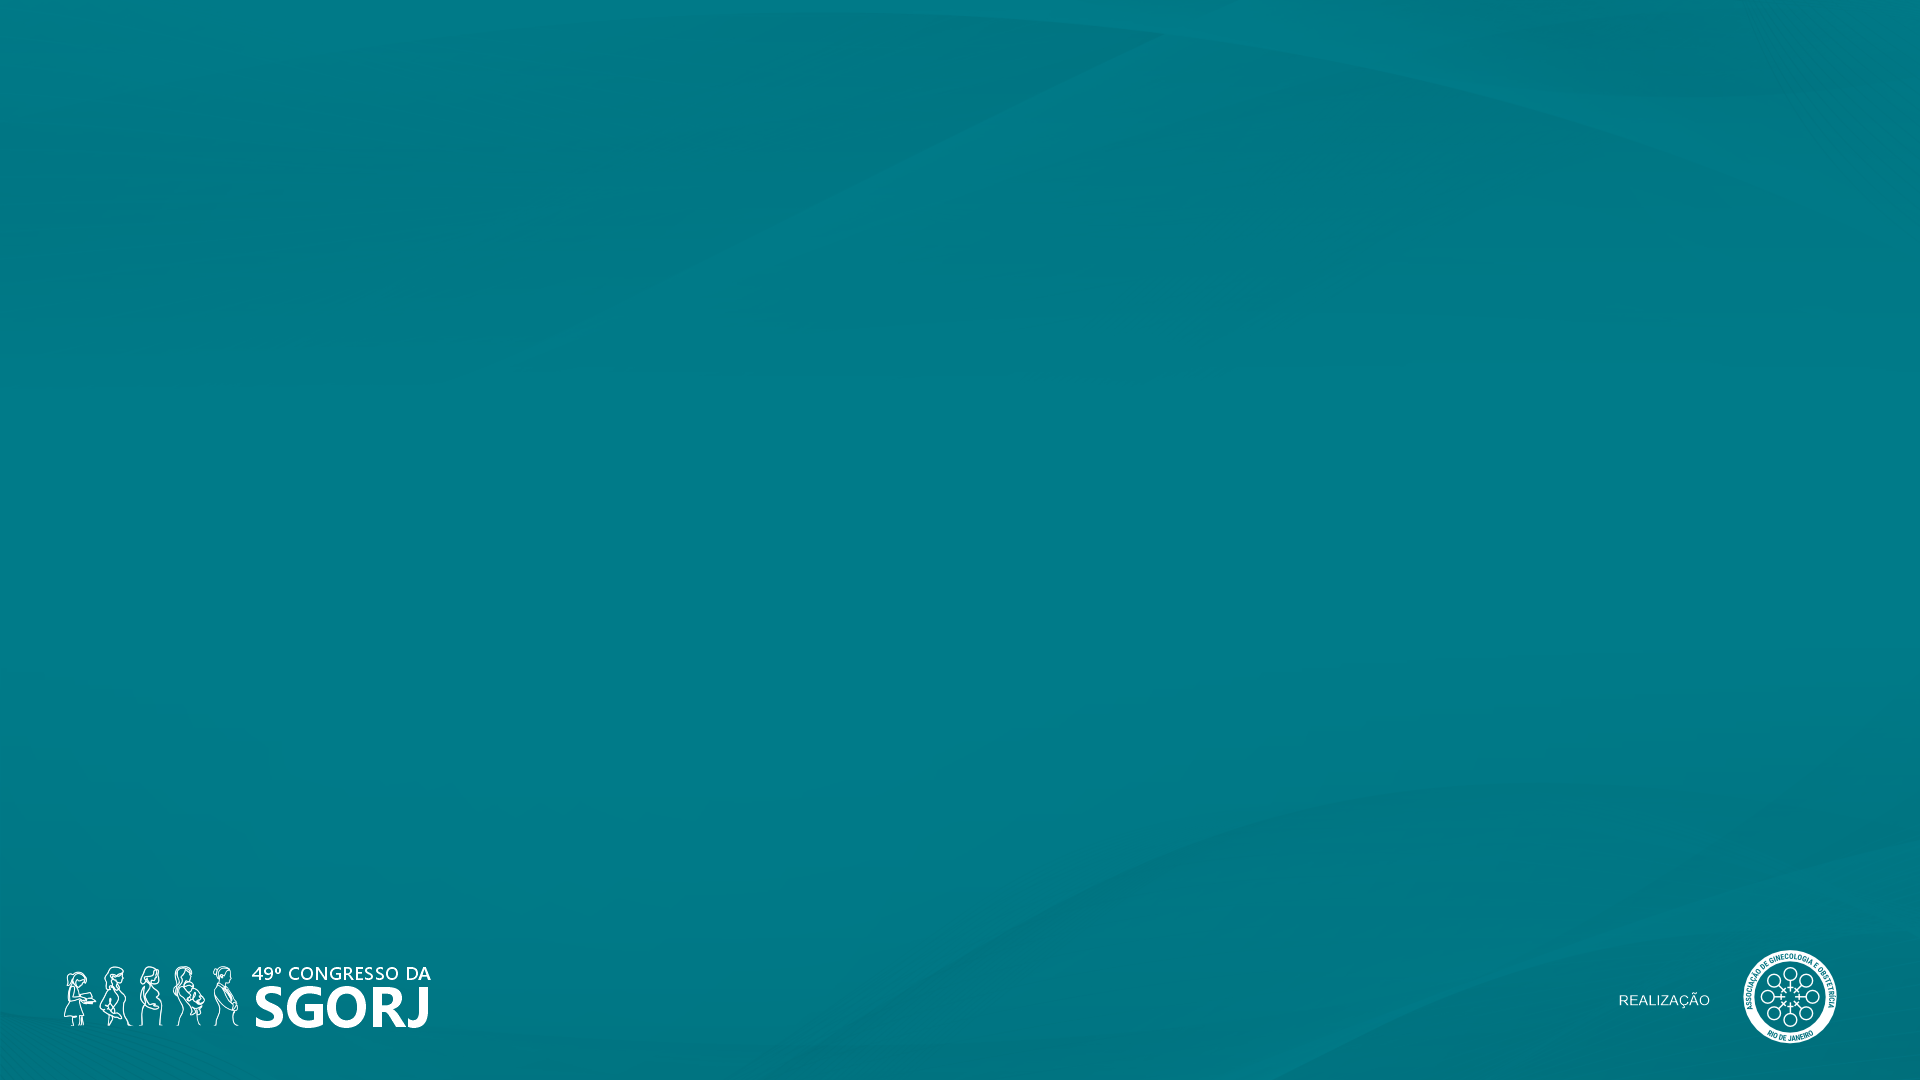 49º CONGRESSO DA
SGORJ
REALIZAÇÃO
ASSOCIAÇÃO DE GINECOLOGIA E OBSTETRÍCIA
RIO DE JANEIRO